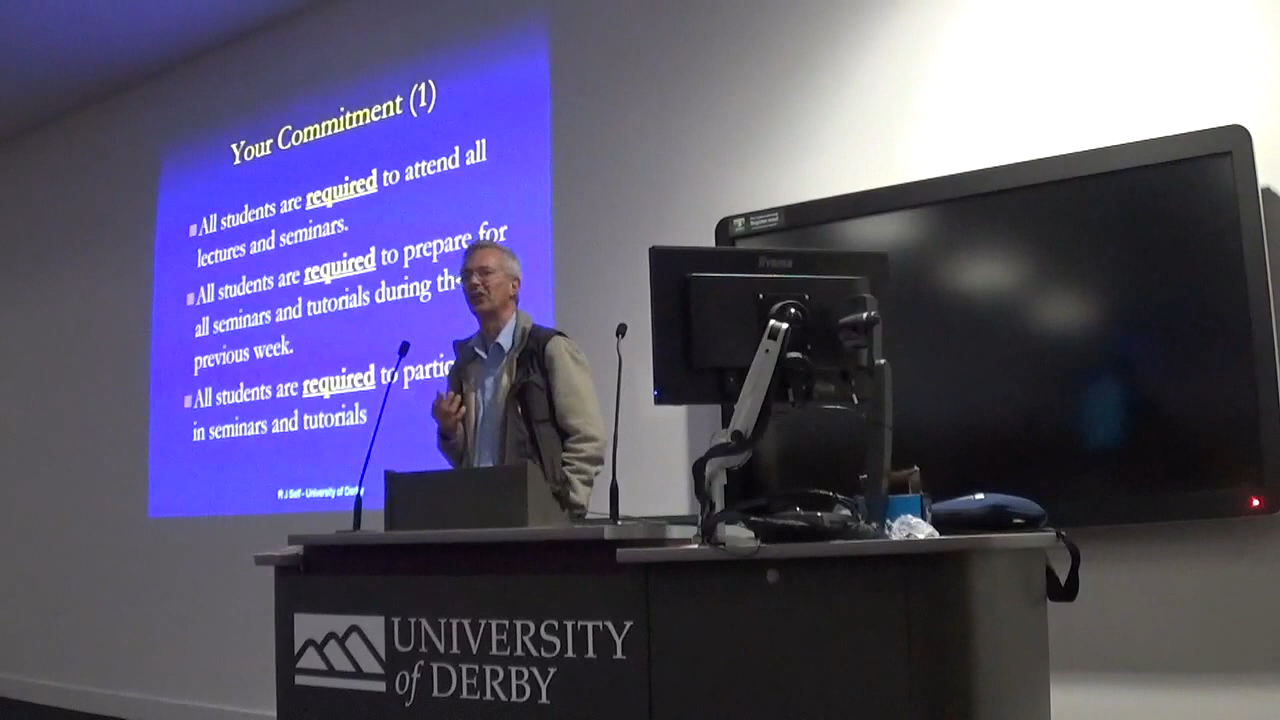 Your Commitment (1)
All students are required to attend all
lectures and seminars.
All students are required to prepare for
all seminars and tutorials during
previous week.
All students are required to
in seminars and tutorials
R J Self - University of Derby
iiyama
UNIVERSITY
of DERBY